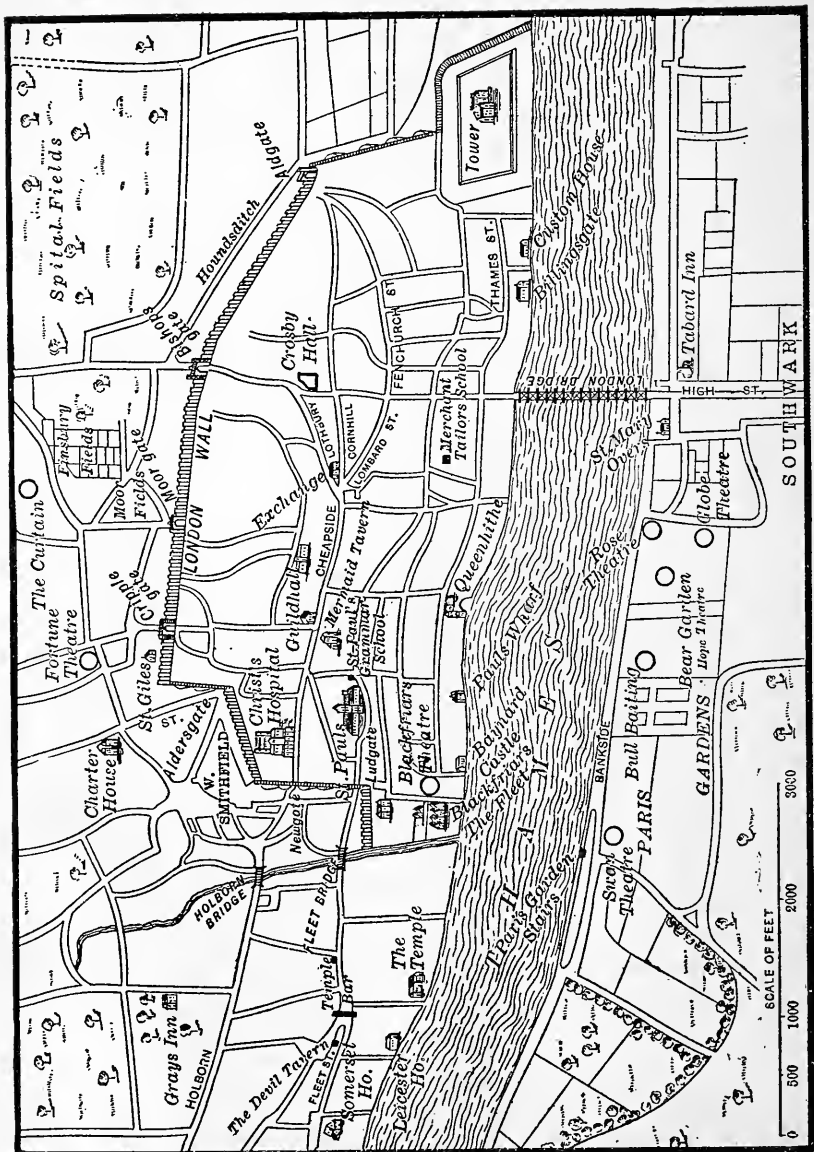 Spital Fields
Aldgate
Houndsditch
Bishops
gate
Finsbury
Fields
Moor
Fields
Moor gate
The Curtain
Fortune
Theatre
Cripple
gate
LONDON WALL
St. Giles
Charter
House
Aldersgate
ST.
W.
SMITHFIELD
Newgate
Christs
Hospital
Guildhall
Exchange
CHEAPSIDE
LOTHBURY
CORNHILL
LOMBARD ST.
Crosby
Hall
FENCHURCH ST.
THAMES ST.
Tower
Custom House
Billingsgate
Merchant
Tailors School
Mermaid Tavern
St. Paul's
Grammar
School
St. Pauls
Ludgate
Blackfriars
Theatre
Queenhithe
Pauls Wharf
Baynard
Castle
Blackfriars
The Fleet
HOLBORN
BRIDGE
FLEET BRIDGE
The
Temple
Temple
Bar
Grays Inn
HOLBORN
The Devil Tavern
FLEET ST.
Somerset
Ho.
Leicester
Ho.
THAMES
Paris Garden
Stairs
LONDON BRIDGE
St. Mary
Overs
Tabard Inn
HIGH ST.
SOUTHWARK
Globe
Theatre
Rose
Theatre
Bear Garden
Hope Theatre
Bull Baiting
BANKSIDE
PARIS GARDENS
Swan
Theatre
0 500 1000 2000 3000
SCALE OF FEET